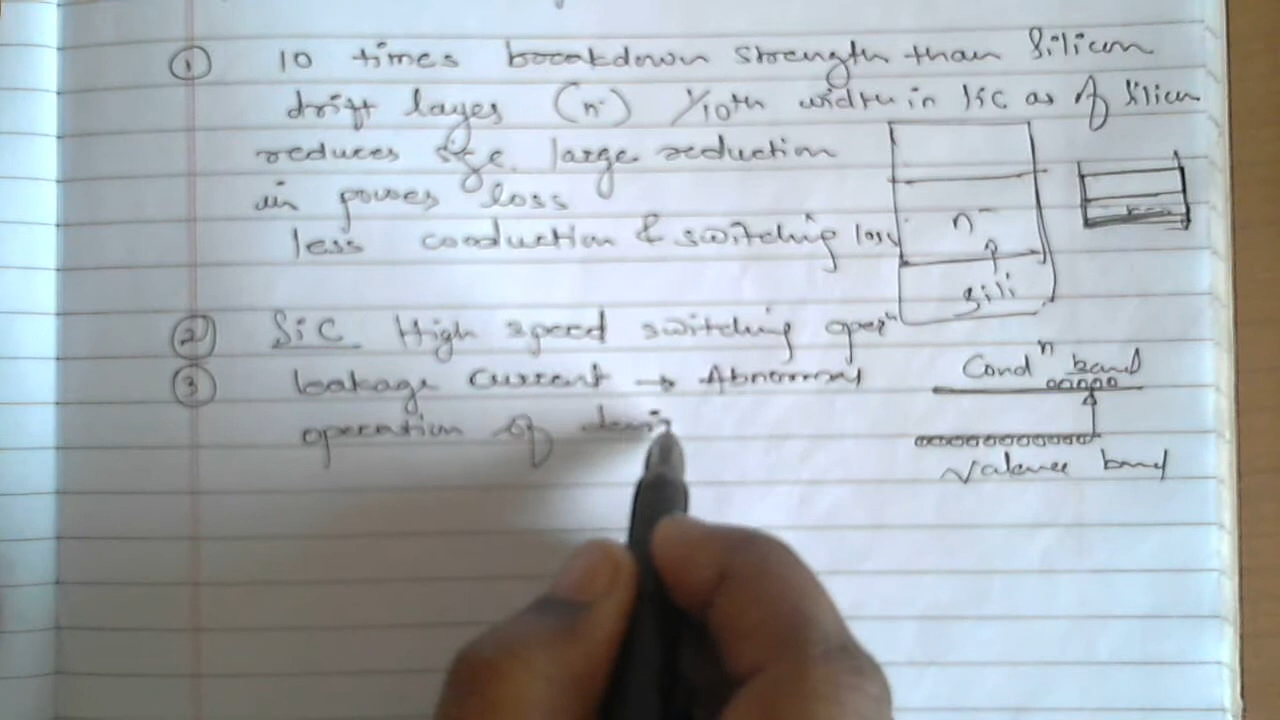 ① 10 times breakdown strength than Silicon
drift layer (n⁻) 1/10th width in SiC as of Silicon
reduces size. large reduction
in power loss
less conduction & switching loss
n⁻
p
Sili
② SiC High speed switching operⁿ
③ leakage current → Abnormal
operation of devi
Condⁿ band
Valence band